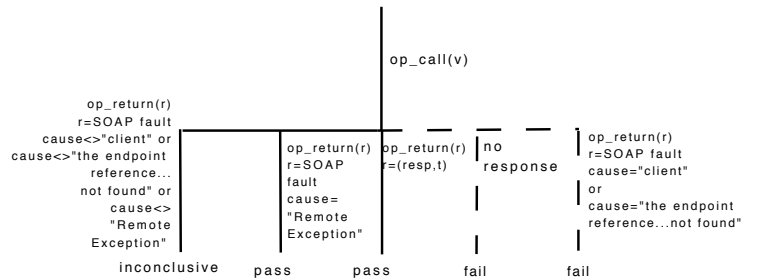 op_call(v)
op_return(r)
r=SOAP fault
cause<>"client" or
cause<>"the endpoint
reference...
not found" or
cause<>
"Remote
Exception"
op_return(r)
r=SOAP
fault
cause=
"Remote
Exception"
op_return(r)
r=(resp,t)
no
response
op_return(r)
r=SOAP fault
cause="client"
or
cause="the endpoint
reference...not found"
inconclusive
pass
pass
fail
fail